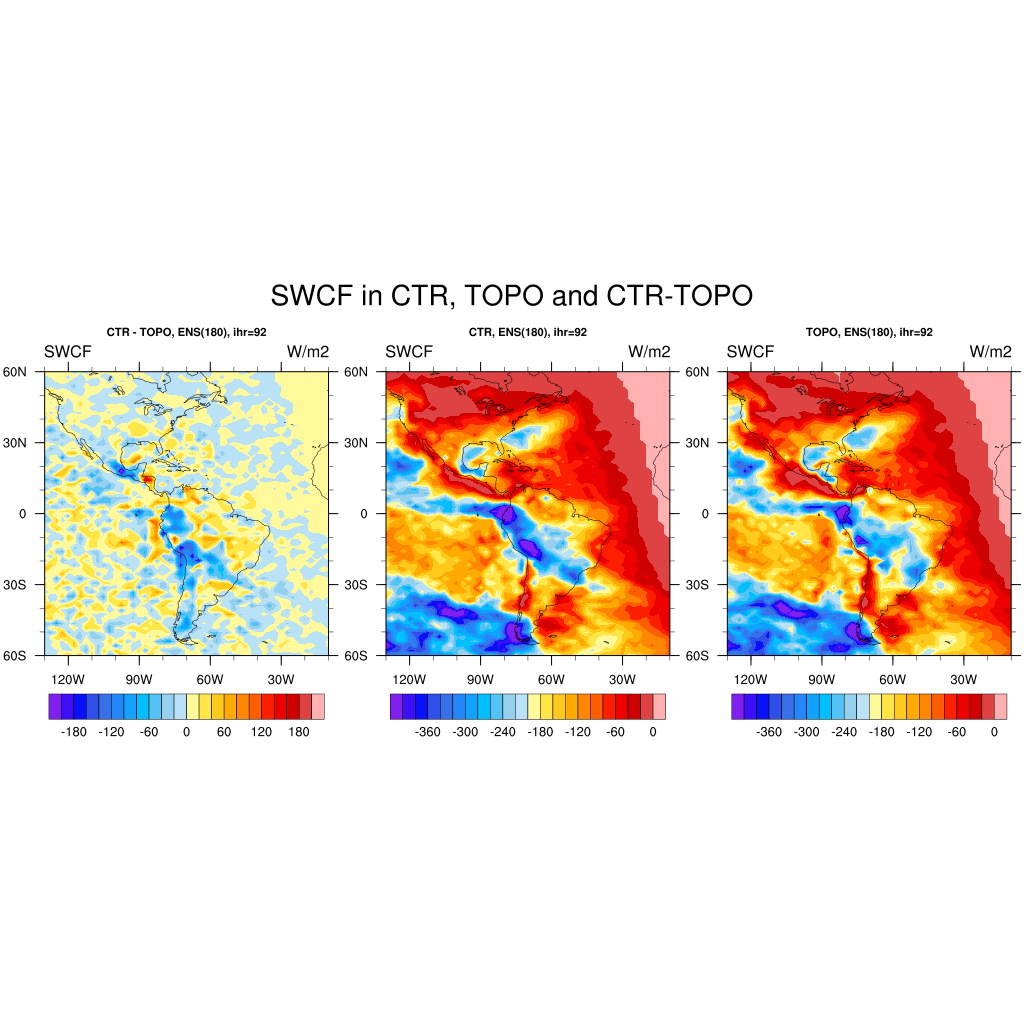 SWCF in CTR, TOPO and CTR-TOPO
CTR - TOPO, ENS(180), ihr=92
SWCF W/m2
60N
30N
0
30S
60S
120W 90W 60W 30W
-180 -120 -60 0 60 120 180
CTR, ENS(180), ihr=92
SWCF W/m2
60N
30N
0
30S
60S
120W 90W 60W 30W
-360 -300 -240 -180 -120 -60 0
TOPO, ENS(180), ihr=92
SWCF W/m2
60N
30N
0
30S
60S
120W 90W 60W 30W
-360 -300 -240 -180 -120 -60 0